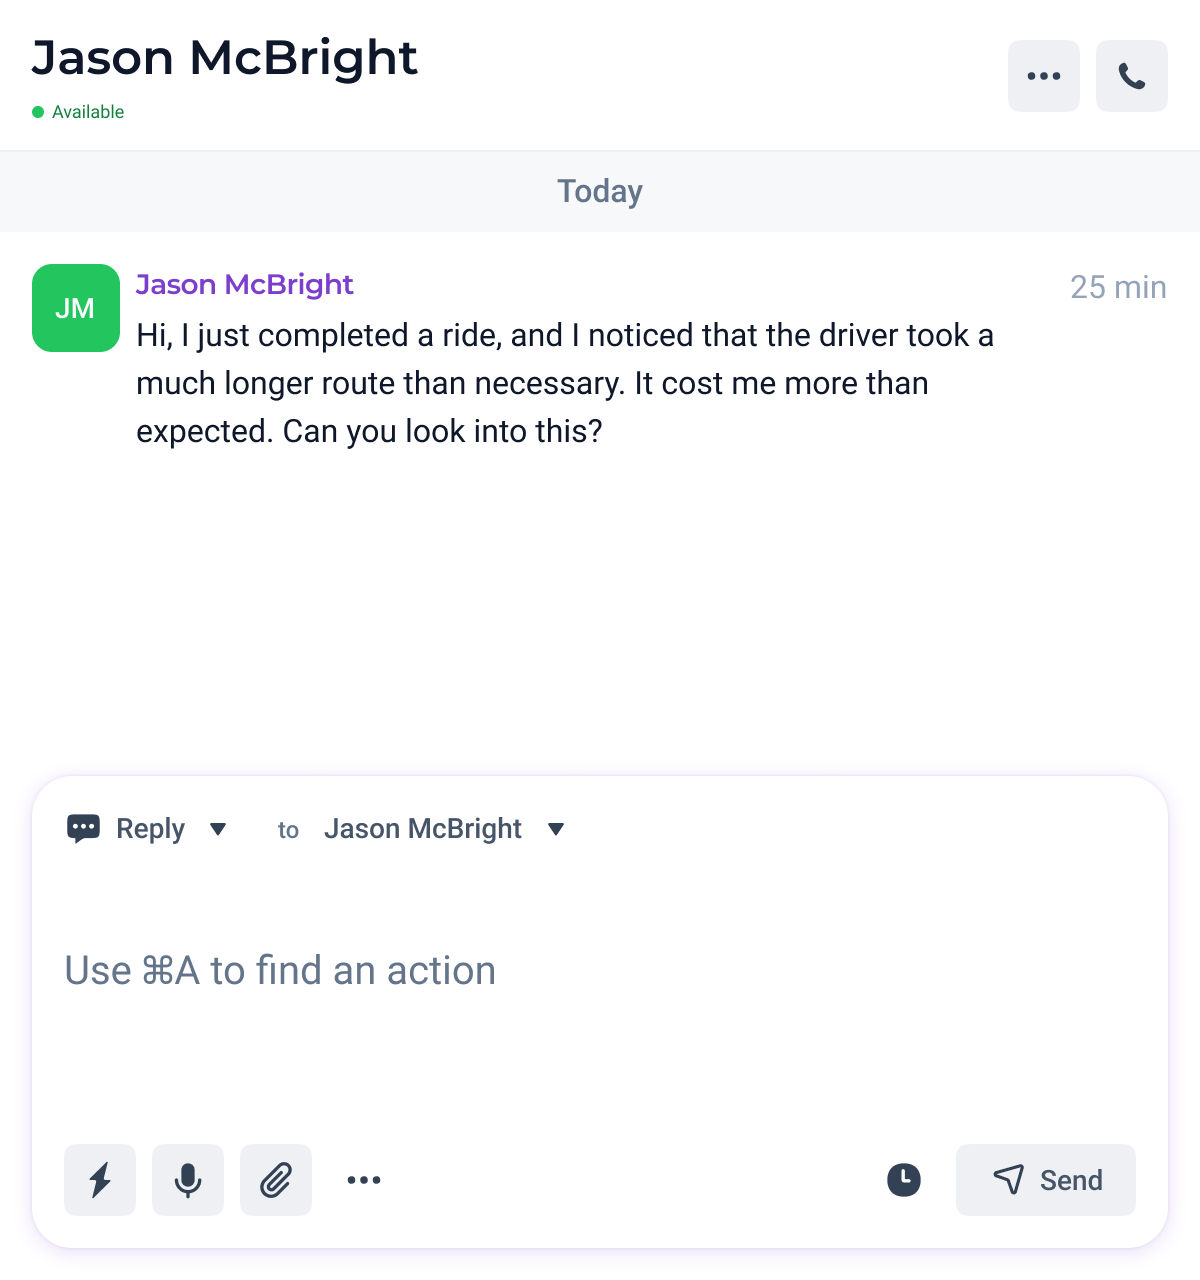 Jason McBright
Available
Today
JM
Jason McBright
25 min
Hi, I just completed a ride, and I noticed that the driver took a
much longer route than necessary. It cost me more than
expected. Can you look into this?
Reply to Jason McBright
Use ⌘A to find an action
Send